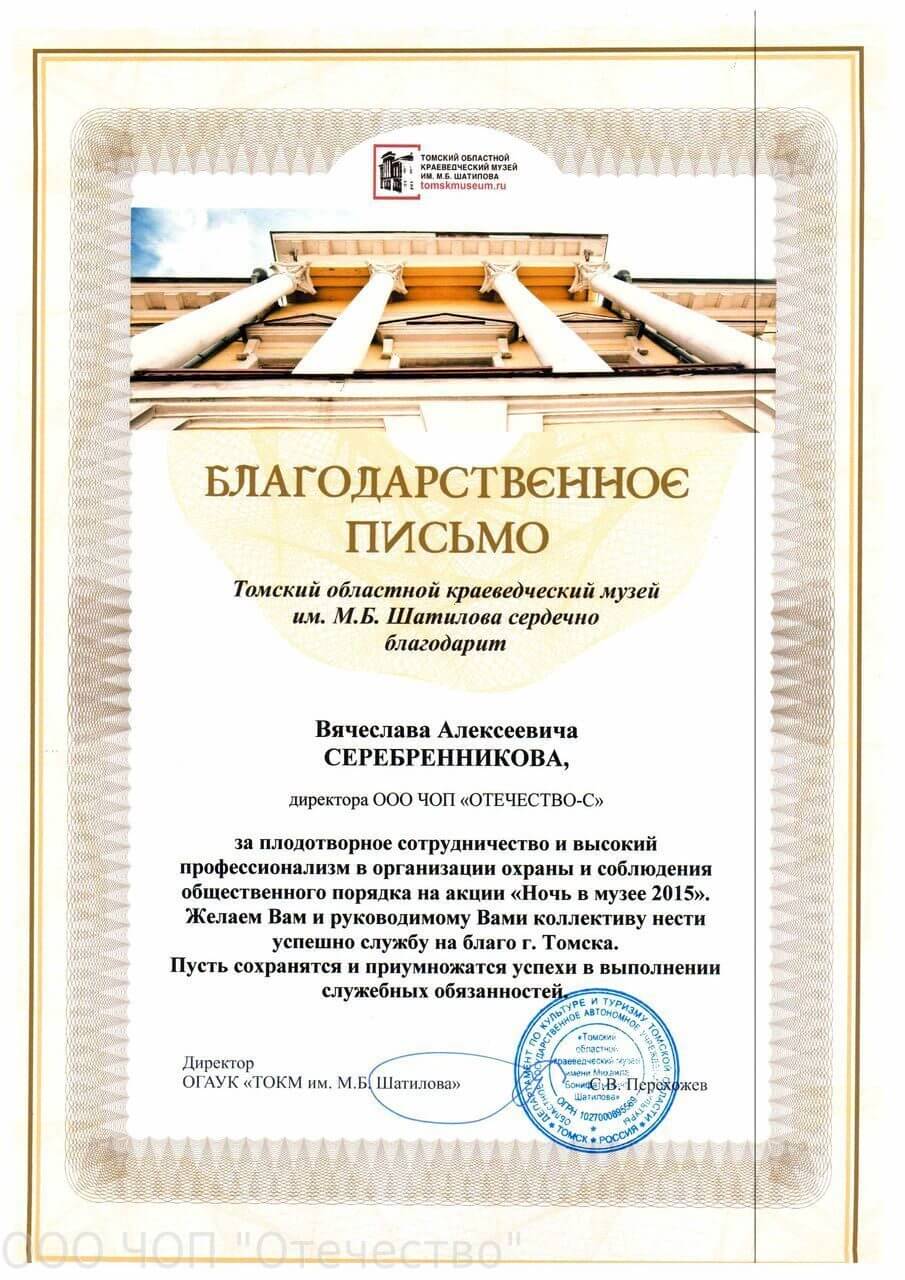 ТОМСКИЙ ОБЛАСТНОЙ
КРАЕВЕДЧЕСКИЙ МУЗЕЙ
ИМ. М.Б. ШАТИЛОВА
tomskmuseum.ru
БЛАГОДАРСТВЕННОЕ
ПИСЬМО
Томский областной краеведческий музей
им. М.Б. Шатилова сердечно
благодарит
Вячеслава Алексеевича
СЕРЕБРЕННИКОВА,
директора ООО ЧОП «ОТЕЧЕСТВО-С»
за плодотворное сотрудничество и высокий
профессионализм в организации охраны и соблюдения
общественного порядка на акции «Ночь в музее 2015».
Желаем Вам и руководимому Вами коллективу нести
успешно службу на благо г. Томска.
Пусть сохранятся и приумножатся успехи в выполнении
служебных обязанностей.
Директор
ОГАУК «ТОКМ им. М.Б. Шатилова»
С.В. Перехожев
ДЕПАРТАМЕНТ ПО КУЛЬТУРЕ И ТУРИЗМУ ТОМСКОЙ ОБЛАСТИ
★ ТОМСК ★ РОССИЯ ★
ОБЛАСТНОЕ ГОСУДАРСТВЕННОЕ АВТОНОМНОЕ УЧРЕЖДЕНИЕ КУЛЬТУРЫ
«Томский
областной
краеведческий музей
имени Михаила
Шатилова»
ОГРН 1027000895569
ООО ЧОП "Отечество"